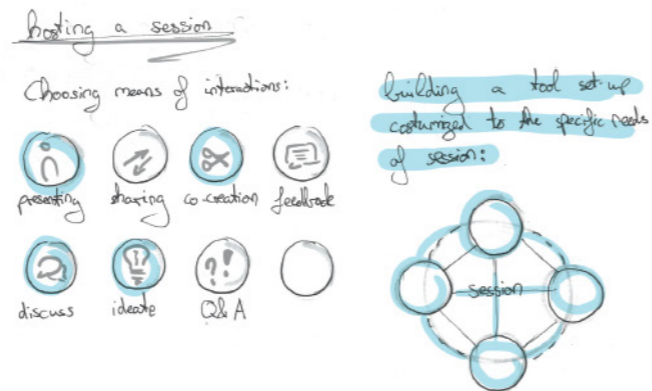 hosting a session
Choosing means of interactions:
presenting sharing co-creation feedback
discuss ideate Q&A
building a tool set-up
costumized to the specific needs
of session:
session